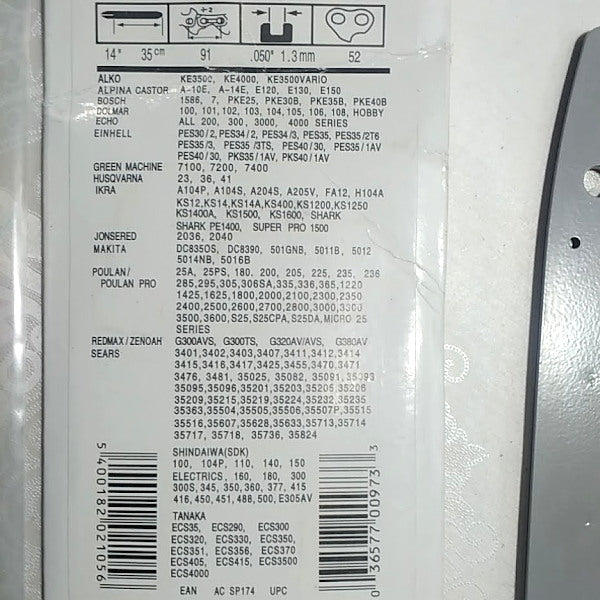 ÷2
14" 35cm 91 .050" 1.3mm 52
ALKO KE3500, KE4000, KE3500VARIO
ALPINA CASTOR A-10E, A-14E, E120, E130, E150
BOSCH 1586, 7, PKE25, PKE30B, PKE35B, PKE40B
DOLMAR 100, 101, 102, 103, 104, 105, 106, 108, HOBBY
ECHO ALL 200, 300, 3000, 4000 SERIES
EINHELL PES30/2, PES34/2, PES34/3, PES35, PES35/2T6
PES35/3, PES35/3TS, PES40/30, PES35/1AV
PES40/30, PKS35/1AV, PKS40/1AV
GREEN MACHINE 7100, 7200, 7400
HUSQVARNA 23, 36, 41
IKRA A104P, A104S, A204S, A205V, FA12, H104A
KS12,KS14,KS14A,KS400,KS1200,KS1250
KS1400A, KS1500, KS1600, SHARK
SHARK PE1400, SUPER PRO 1500
JONSERED 2036, 2040
MAKITA DC8350S, DC8390, 501GNB, 5011B, 5012
5014NB, 5016B
POULAN/ 25A, 25PS, 180, 200, 205, 225, 235, 236
POULAN PRO 285,295,305,306SA,335,336,365,1220
1425,1625,1800,2000,2100,2300,2350
2400,2500,2600,2700,2800,3000,3300
3500,3600,S25,S25CPA,S25DA,MICRO 25
SERIES
REDMAX/ZENOAH G300AVS, G300TS, G320AV/AVS, G380AV
SEARS 3401,3402,3403,3407,3411,3412,3414
3415,3416,3417,3425,3455,3470,3471
3476, 3481, 35025, 35082, 35091,35093
35095,35096,35201,35203,35205,35206
35209,35215,35219,35224,35232,35235
35363,35504,35505,35506,35507P,35515
35516,35607,35628,35633,35713,35714
35717, 35718, 35736, 35824
SHINDAIWA(SDK)
100, 104P, 110, 140, 150
ELECTRICS, 160, 180, 300
300S, 345, 350, 360, 377, 415
416,450,451,488,500,E305AV
TANAKA
ECS35, ECS290, ECS300
ECS320, ECS330, ECS350,
ECS351, ECS356, ECS370
ECS405, ECS415, ECS3500
ECS4000
5 400182 021056
0 36577 00973 3
EAN AC SP174 UPC